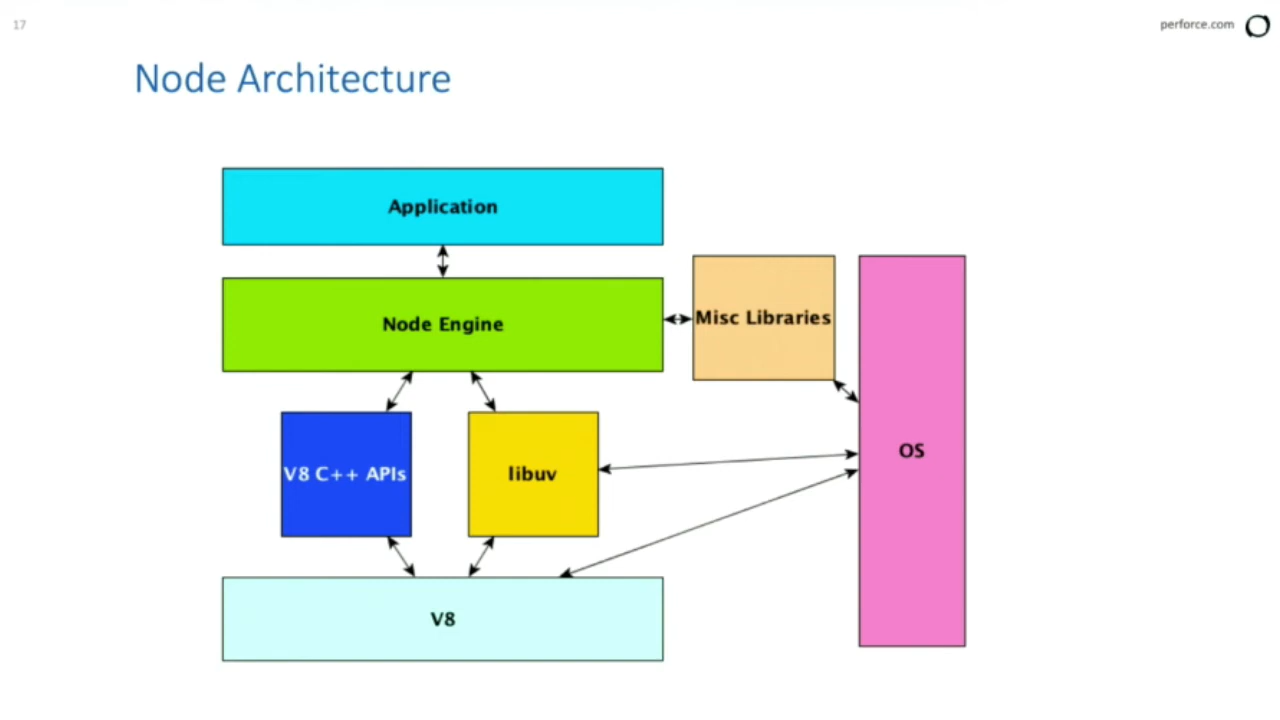 17
perforce.com
Node Architecture
Application
Node Engine
Misc Libraries
V8 C++ APIs
libuv
OS
V8